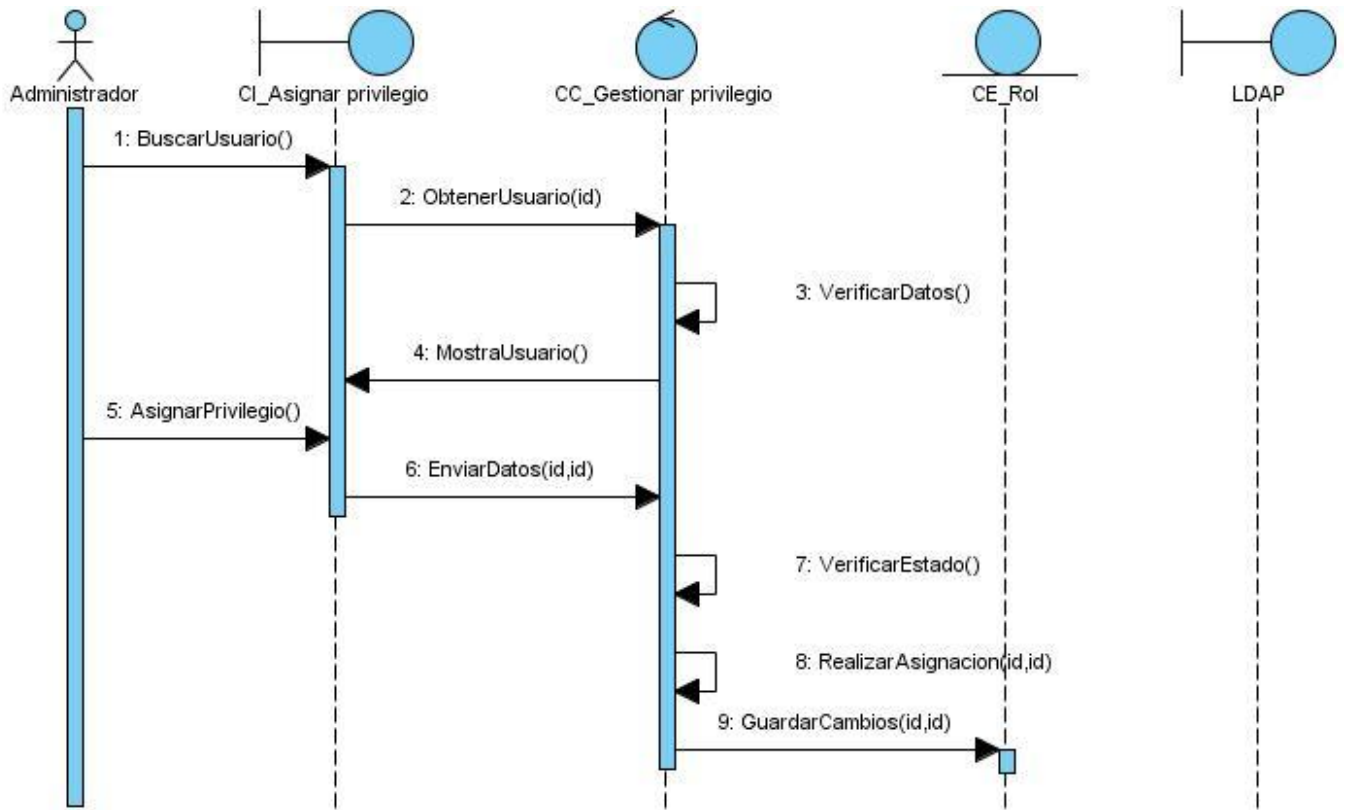 Administrador
CI_Asignar privilegio
CC_Gestionar privilegio
CE_Rol
LDAP
1: BuscarUsuario()
2: ObtenerUsuario(id)
3: VerificarDatos()
4: MostraUsuario()
5: AsignarPrivilegio()
6: EnviarDatos(id,id)
7: VerificarEstado()
8: RealizarAsignacion(id,id)
9: GuardarCambios(id,id)